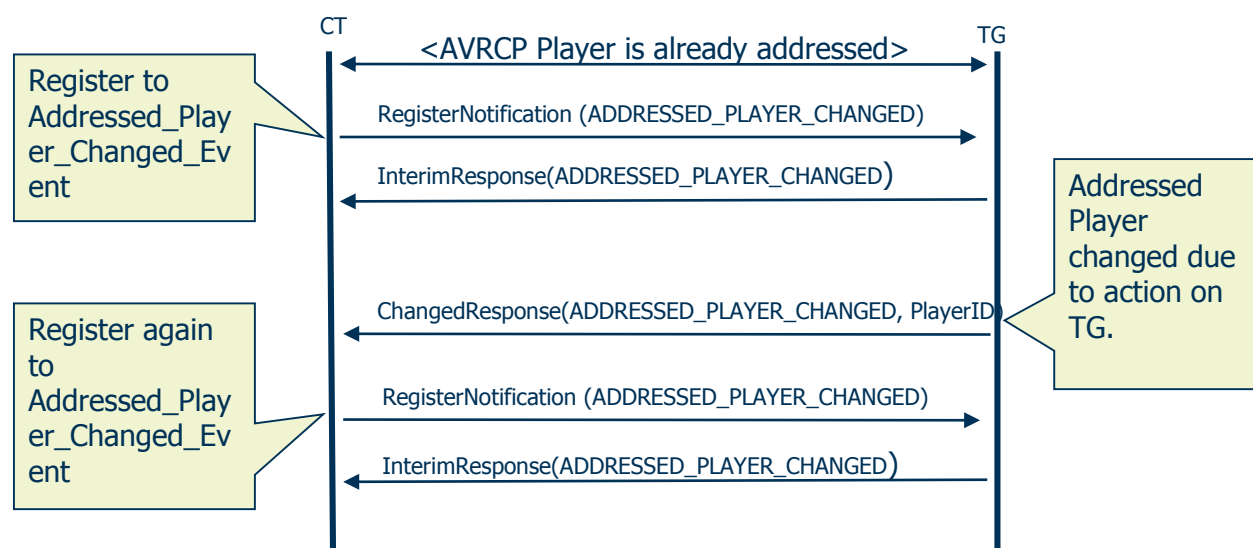 CT
TG
<AVRCP Player is already addressed>
Register to
Addressed_Play
er_Changed_Ev
ent
RegisterNotification (ADDRESSED_PLAYER_CHANGED)
InterimResponse(ADDRESSED_PLAYER_CHANGED)
Addressed
Player
changed due
to action on
TG.
ChangedResponse(ADDRESSED_PLAYER_CHANGED, PlayerID)
Register again
to
Addressed_Play
er_Changed_Ev
ent
RegisterNotification (ADDRESSED_PLAYER_CHANGED)
InterimResponse(ADDRESSED_PLAYER_CHANGED)